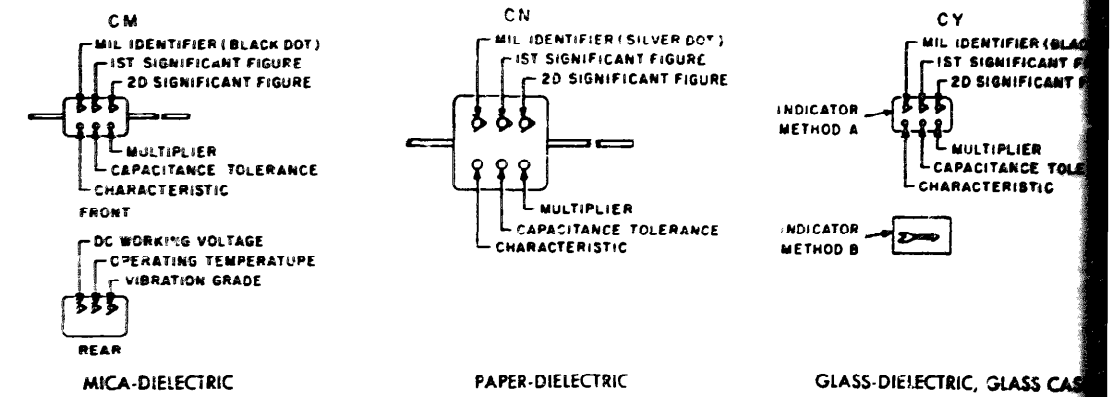 CM
MIL IDENTIFIER (BLACK DOT)
1ST SIGNIFICANT FIGURE
2D SIGNIFICANT FIGURE
MULTIPLIER
CAPACITANCE TOLERANCE
CHARACTERISTIC
FRONT
DC WORKING VOLTAGE
OPERATING TEMPERATURE
VIBRATION GRADE
REAR
MICA-DIELECTRIC
CN
MIL IDENTIFIER (SILVER DOT)
1ST SIGNIFICANT FIGURE
2D SIGNIFICANT FIGURE
MULTIPLIER
CAPACITANCE TOLERANCE
CHARACTERISTIC
PAPER-DIELECTRIC
CY
MIL IDENTIFIER (BLAC
1ST SIGNIFICANT F
2D SIGNIFICANT F
INDICATOR
METHOD A
MULTIPLIER
CAPACITANCE TOLE
CHARACTERISTIC
INDICATOR
METHOD B
GLASS-DIELECTRIC, GLASS CAS